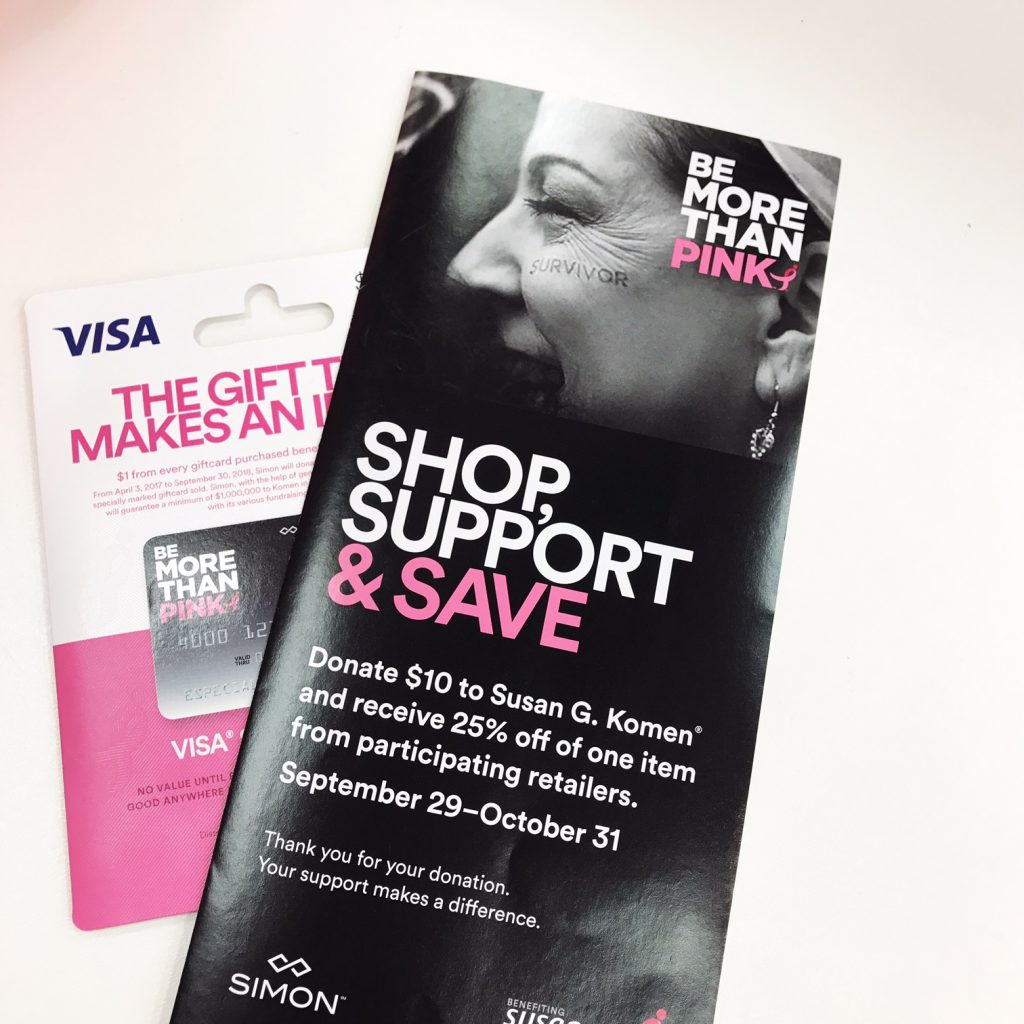 BE
MORE
THAN
PINK
SURVIVOR
SHOP,
SUPPORT
& SAVE
Donate $10 to Susan G. Komen®
and receive 25% off of one item
from participating retailers.
September 29–October 31
Thank you for your donation.
Your support makes a difference.
SIMON™
BENEFITING
VISA
THE GIFT
MAKES AN
$1 from every giftcard purchased
From April 3, 2017 to September 30, 2018, Simon will
specially marked giftcard sold. Simon, with the help of
will guarantee a minimum of $1,000,000 to Komen
with its various
BE
MORE
THAN
PINK
4000
VALID
THRU
VISA®
NO VALUE UNTIL
GOOD ANYWHERE